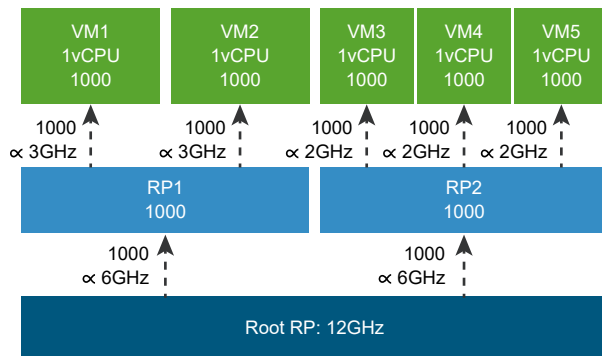 VM1
1vCPU
1000
VM2
1vCPU
1000
VM3
1vCPU
1000
VM4
1vCPU
1000
VM5
1vCPU
1000
1000
∝ 3GHz
1000
∝ 3GHz
1000
∝ 2GHz
1000
∝ 2GHz
1000
∝ 2GHz
RP1
1000
RP2
1000
1000
∝ 6GHz
1000
∝ 6GHz
Root RP: 12GHz